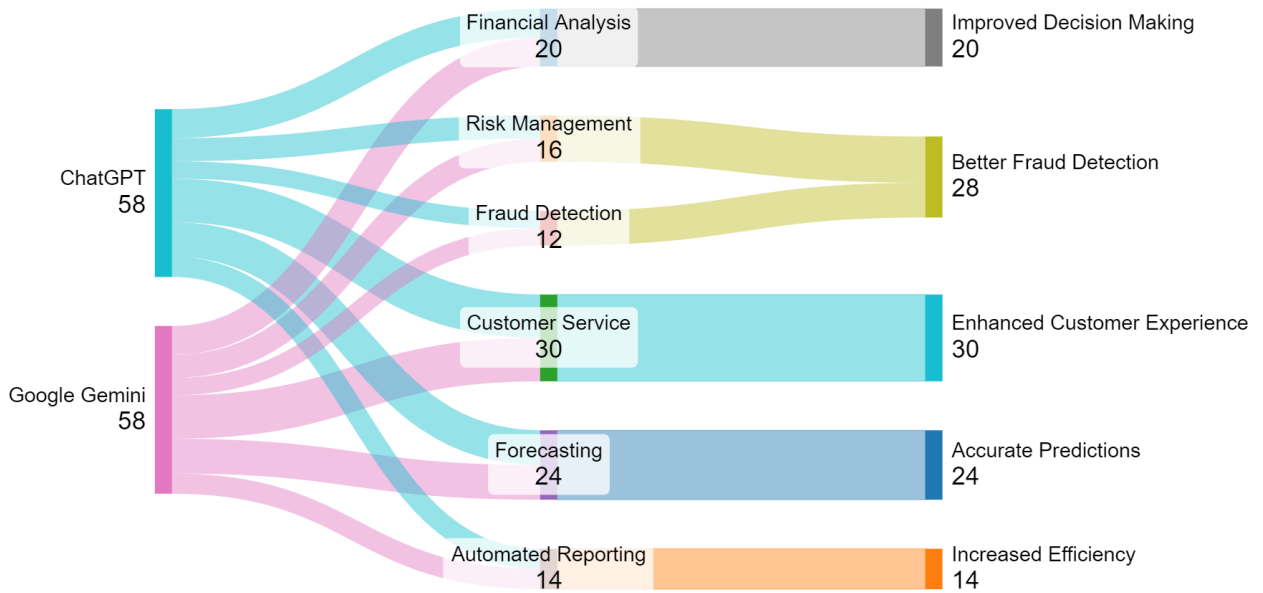 Financial Analysis
20
Improved Decision Making
20
Risk Management
16
Better Fraud Detection
28
ChatGPT
58
Fraud Detection
12
Customer Service
30
Enhanced Customer Experience
30
Google Gemini
58
Forecasting
24
Accurate Predictions
24
Automated Reporting
14
Increased Efficiency
14